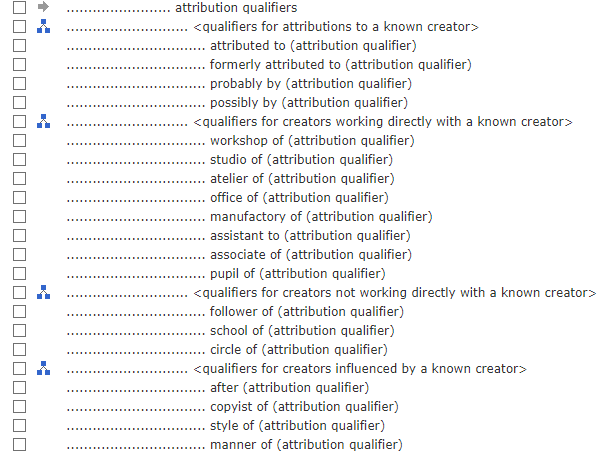 ........................ attribution qualifiers
............................ <qualifiers for attributions to a known creator>
................................ attributed to (attribution qualifier)
................................ formerly attributed to (attribution qualifier)
................................ probably by (attribution qualifier)
................................ possibly by (attribution qualifier)
............................ <qualifiers for creators working directly with a known creator>
................................ workshop of (attribution qualifier)
................................ studio of (attribution qualifier)
................................ atelier of (attribution qualifier)
................................ office of (attribution qualifier)
................................ manufactory of (attribution qualifier)
................................ assistant to (attribution qualifier)
................................ associate of (attribution qualifier)
................................ pupil of (attribution qualifier)
............................ <qualifiers for creators not working directly with a known creator>
................................ follower of (attribution qualifier)
................................ school of (attribution qualifier)
................................ circle of (attribution qualifier)
............................ <qualifiers for creators influenced by a known creator>
................................ after (attribution qualifier)
................................ copyist of (attribution qualifier)
................................ style of (attribution qualifier)
................................ manner of (attribution qualifier)